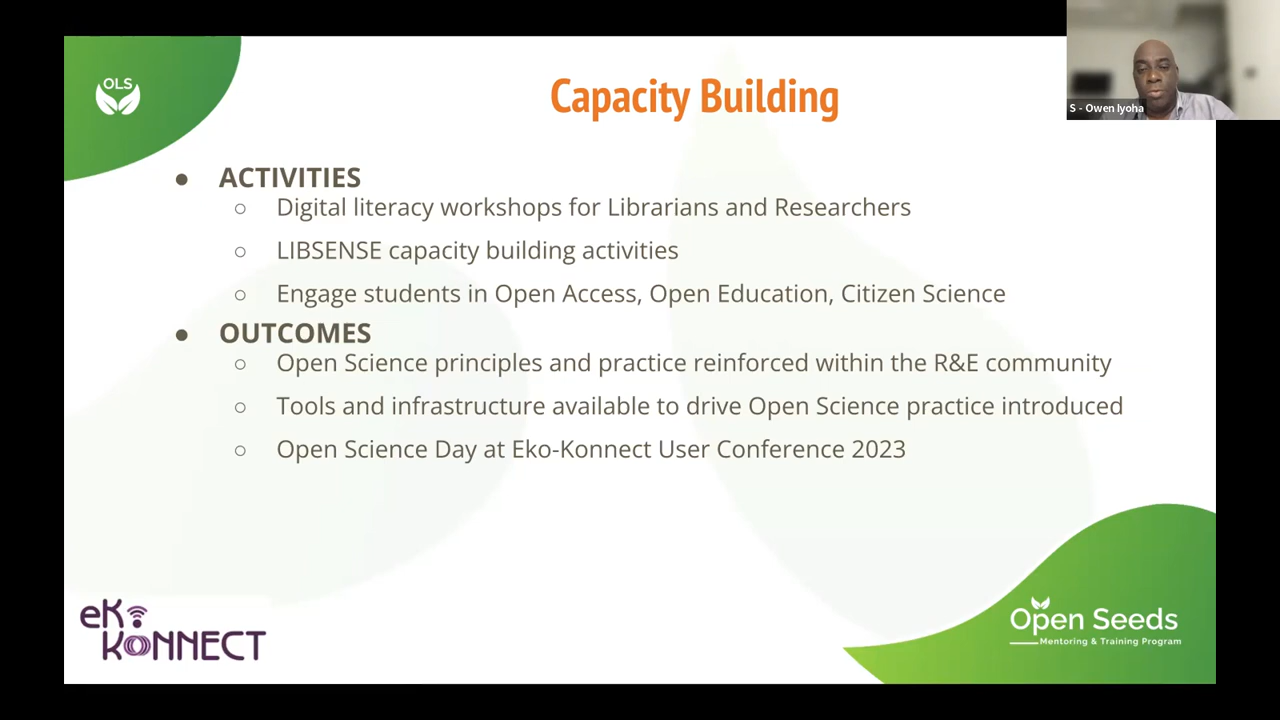 OLS
Capacity Building
S - Owen Iyoha
● ACTIVITIES
○ Digital literacy workshops for Librarians and Researchers
○ LIBSENSE capacity building activities
○ Engage students in Open Access, Open Education, Citizen Science
● OUTCOMES
○ Open Science principles and practice reinforced within the R&E community
○ Tools and infrastructure available to drive Open Science practice introduced
○ Open Science Day at Eko-Konnect User Conference 2023
eKo
KONNECT
Open Seeds
Mentoring & Training Program